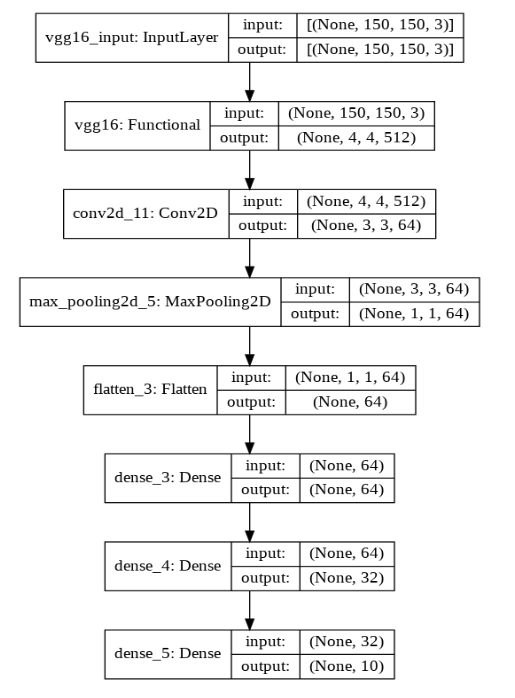 vgg16_input: InputLayer
input:
[(None, 150, 150, 3)]
output:
[(None, 150, 150, 3)]
vgg16: Functional
input:
(None, 150, 150, 3)
output:
(None, 4, 4, 512)
conv2d_11: Conv2D
input:
(None, 4, 4, 512)
output:
(None, 3, 3, 64)
max_pooling2d_5: MaxPooling2D
input:
(None, 3, 3, 64)
output:
(None, 1, 1, 64)
flatten_3: Flatten
input:
(None, 1, 1, 64)
output:
(None, 64)
dense_3: Dense
input:
(None, 64)
output:
(None, 64)
dense_4: Dense
input:
(None, 64)
output:
(None, 32)
dense_5: Dense
input:
(None, 32)
output:
(None, 10)